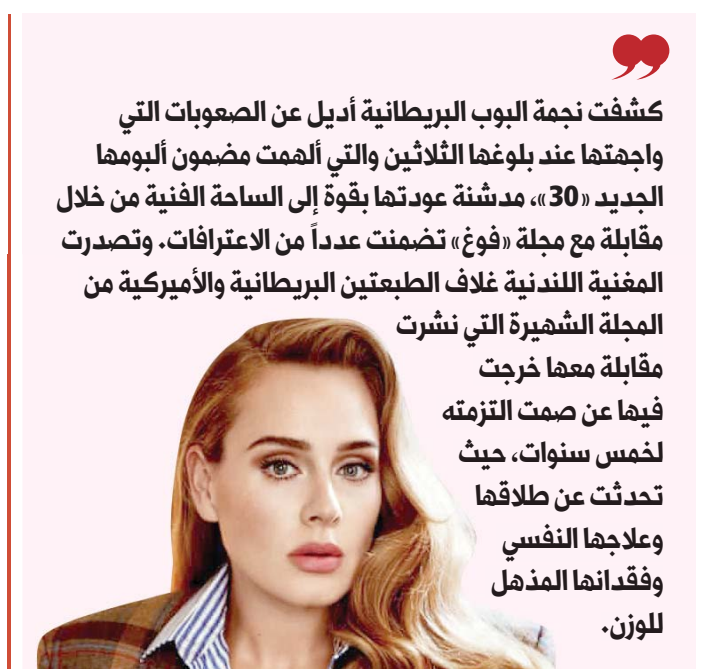 كشفت نجمة البوب البريطانية أديل عن الصعوبات التي
واجهتها عند بلوغها الثلاثين والتي ألهمت مضمون ألبومها
الجديد «30»، مدشنة عودتها بقوة إلى الساحة الفنية من خلال
مقابلة مع مجلة «فوغ» تضمنت عدداً من الاعترافات. وتصدرت
المغنية اللندنية غلاف الطبعتين البريطانية والأميركية من
المجلة الشهيرة التي نشرت
مقابلة معها خرجت
فيها عن صمت التزمته
لخمس سنوات، حيث
تحدثت عن طلاقها
وعلاجها النفسي
وفقدانها المذهل
للوزن.